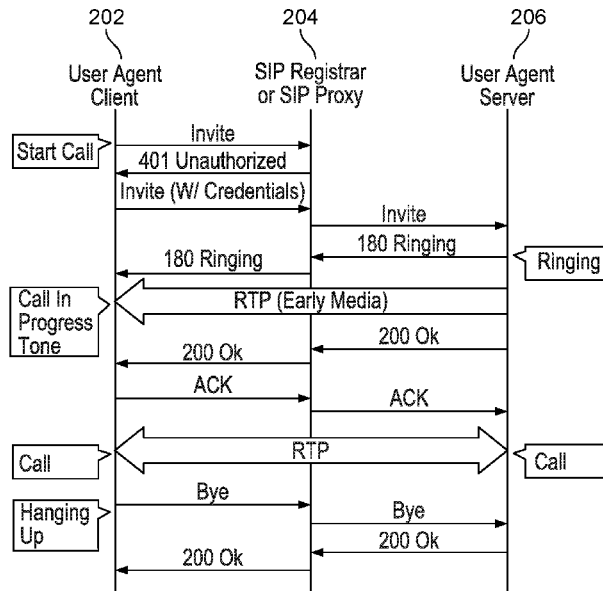 202
204
206
User Agent
Client
SIP Registrar
or SIP Proxy
User Agent
Server
Start Call
Invite
401 Unauthorized
Invite (W/ Credentials)
Invite
180 Ringing
Ringing
180 Ringing
Call In
Progress
Tone
RTP (Early Media)
200 Ok
200 Ok
ACK
ACK
Call
RTP
Call
Hanging
Up
Bye
Bye
200 Ok
200 Ok